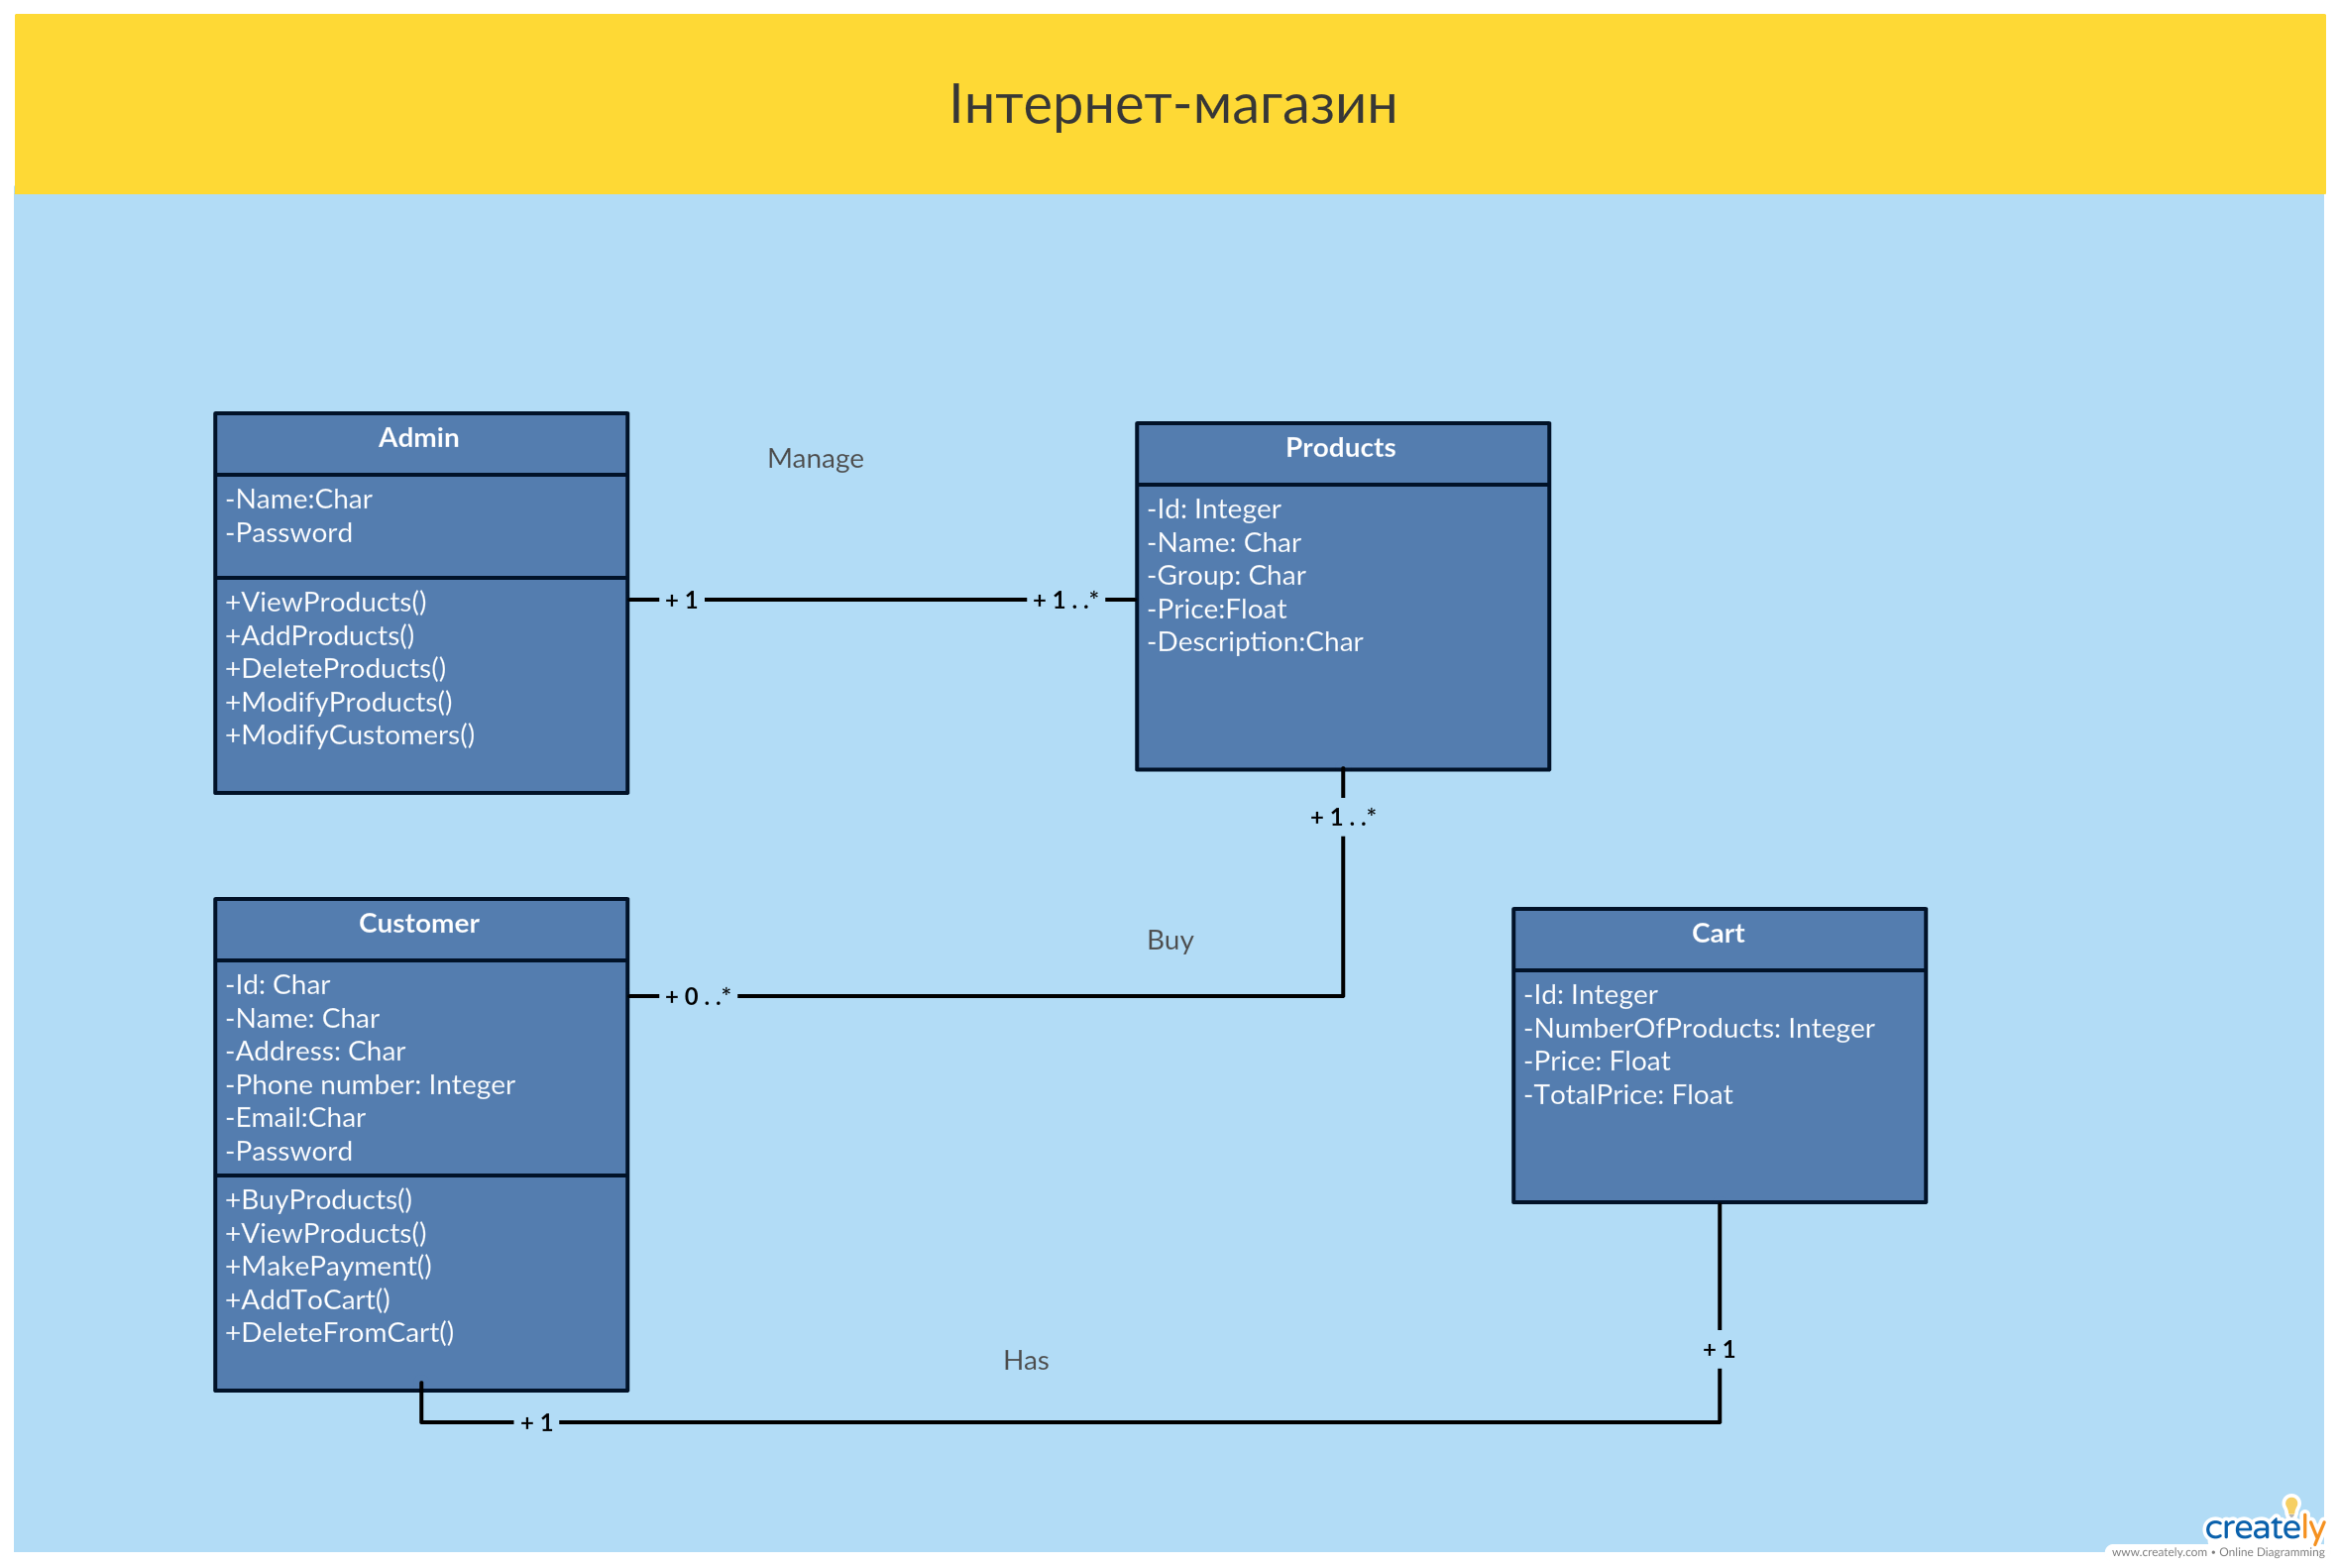 Інтернет-магазин
Admin
-Name:Char
-Password
+ViewProducts()
+AddProducts()
+DeleteProducts()
+ModifyProducts()
+ModifyCustomers()
Manage
+ 1
+ 1 . .*
Products
-Id: Integer
-Name: Char
-Group: Char
-Price:Float
-Description:Char
+ 1 . .*
Buy
+ 0 . .*
Customer
-Id: Char
-Name: Char
-Address: Char
-Phone number: Integer
-Email:Char
-Password
+BuyProducts()
+ViewProducts()
+MakePayment()
+AddToCart()
+DeleteFromCart()
Cart
-Id: Integer
-NumberOfProducts: Integer
-Price: Float
-TotalPrice: Float
+ 1
Has
+ 1
creately
www.creately.com • Online Diagramming